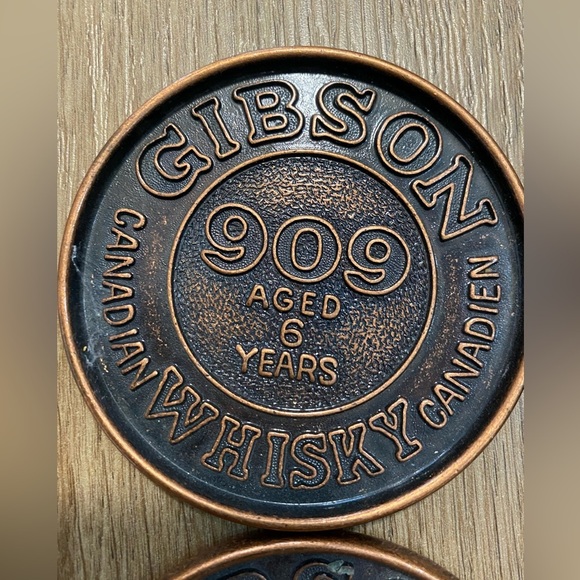 GIBSON
909
AGED
6
YEARS
CANADIAN WHISKY CANADIEN